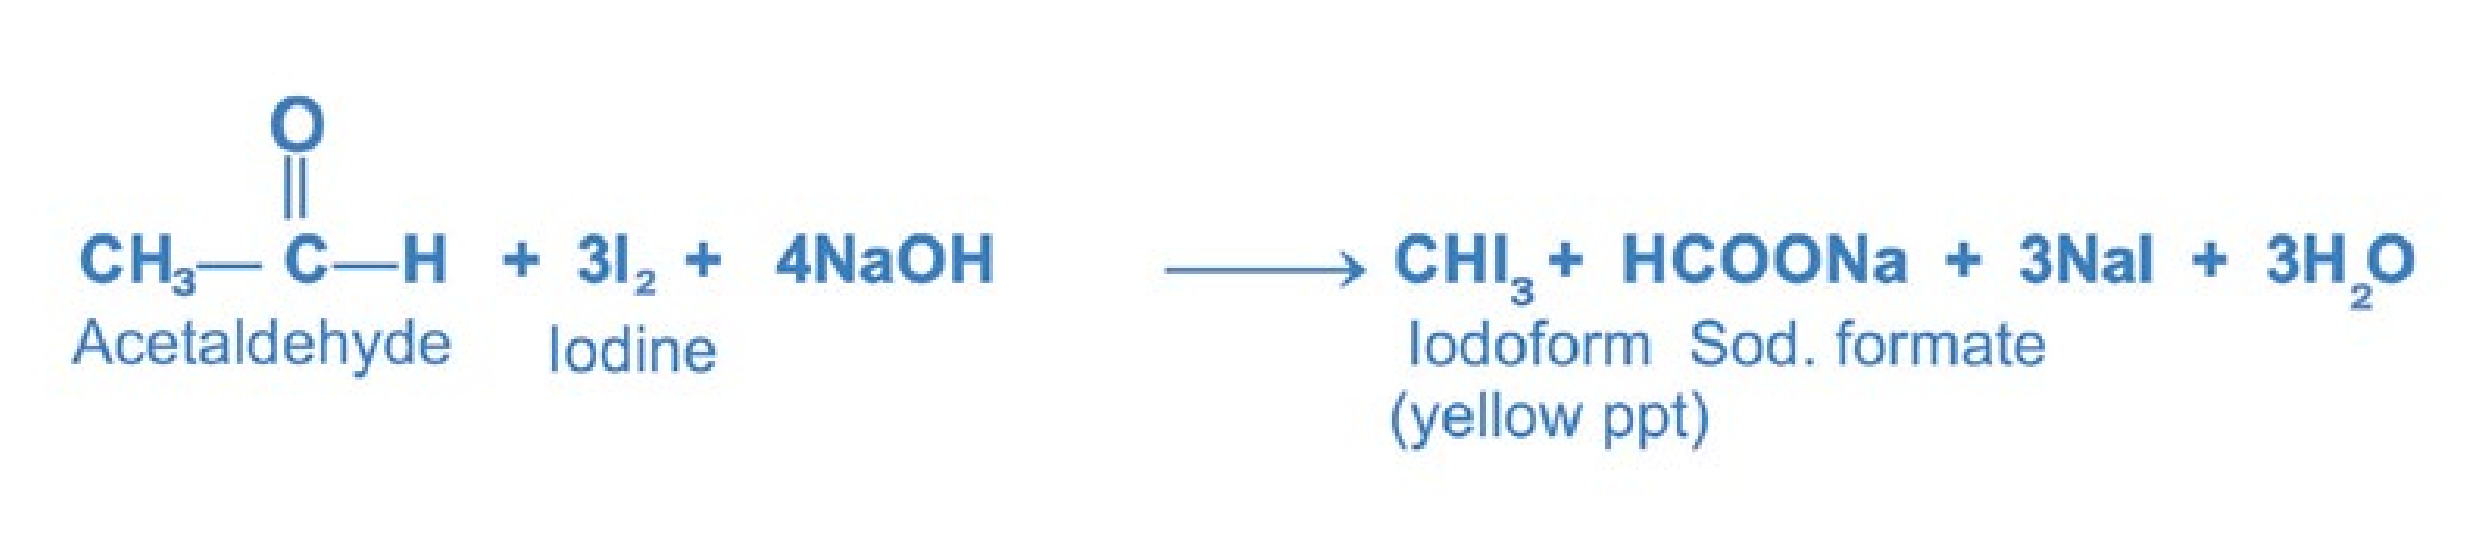 O
CH₃— C—H + 3I₂ + 4NaOH ⟶ CHI₃ + HCOONa + 3NaI + 3H₂O
Acetaldehyde Iodine Iodoform Sod. formate
(yellow ppt)